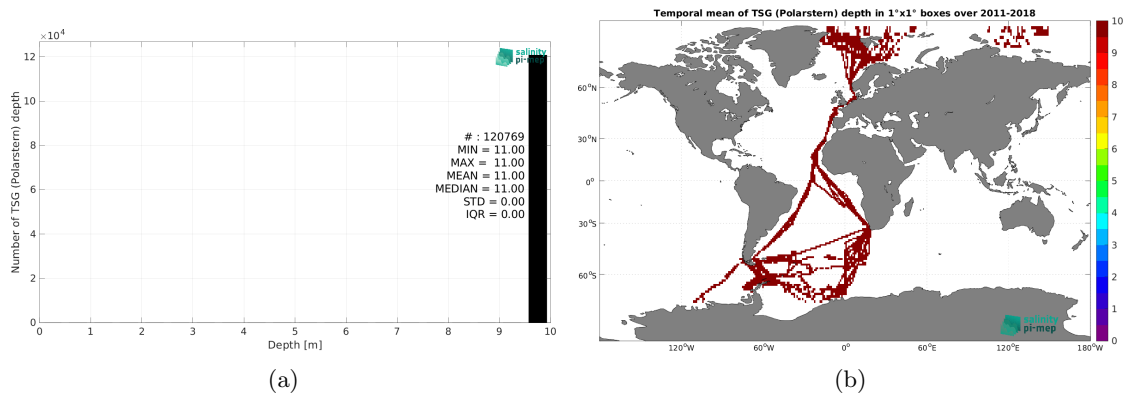 ×10⁴
salinity
pi-mep
12
10
8
6
4
2
0
Number of TSG (Polarstern) depth
# : 120769
MIN = 11.00
MAX = 11.00
MEAN = 11.00
MEDIAN = 11.00
STD = 0.00
IQR = 0.00
0 1 2 3 4 5 6 7 8 9 10
Depth [m]
(a)
Temporal mean of TSG (Polarstern) depth in 1°x1° boxes over 2011-2018
60°N
30°N
0°
30°S
60°S
120°W 60°W 0° 60°E 120°E 180°W
salinity
pi-mep
10
9
8
7
6
5
4
3
2
1
0
(b)